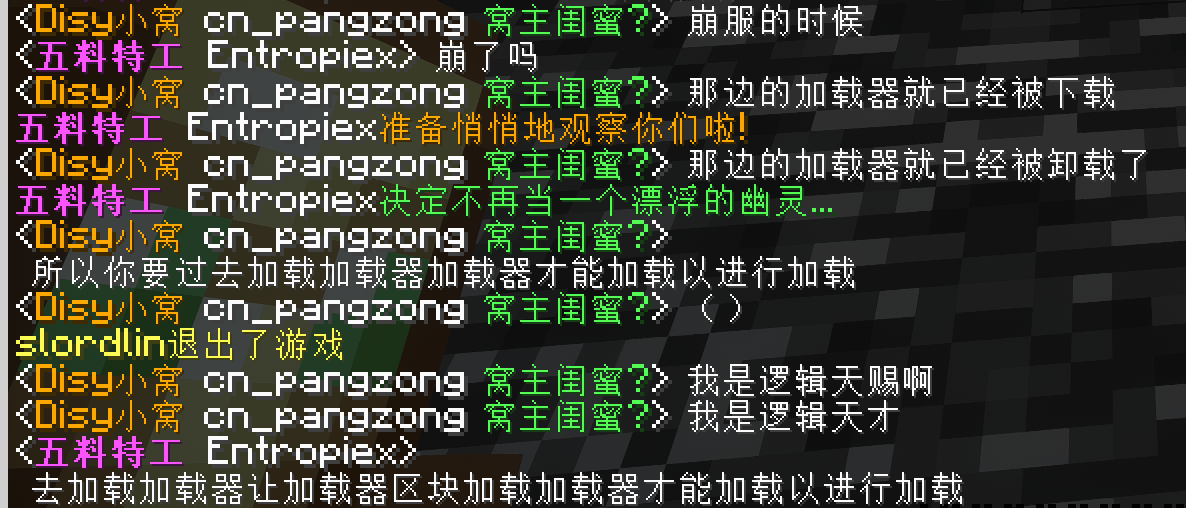 <Disy小窝 cn_pangzong 窝主闺蜜?> 崩服的时候
<五料特工 Entropiex> 崩了吗
<Disy小窝 cn_pangzong 窝主闺蜜?> 那边的加载器就已经被下载
五料特工 Entropiex准备悄悄地观察你们啦!
<Disy小窝 cn_pangzong 窝主闺蜜?> 那边的加载器就已经被卸载了
五料特工 Entropiex决定不再当一个漂浮的幽灵...
<Disy小窝 cn_pangzong 窝主闺蜜?>
所以你要过去加载加载器加载器才能加载以进行加载
<Disy小窝 cn_pangzong 窝主闺蜜?> （）
slordlin退出了游戏
<Disy小窝 cn_pangzong 窝主闺蜜?> 我是逻辑天赐啊
<Disy小窝 cn_pangzong 窝主闺蜜?> 我是逻辑天才
<五料特工 Entropiex>
去加载加载器让加载器区块加载加载器才能加载以进行加载